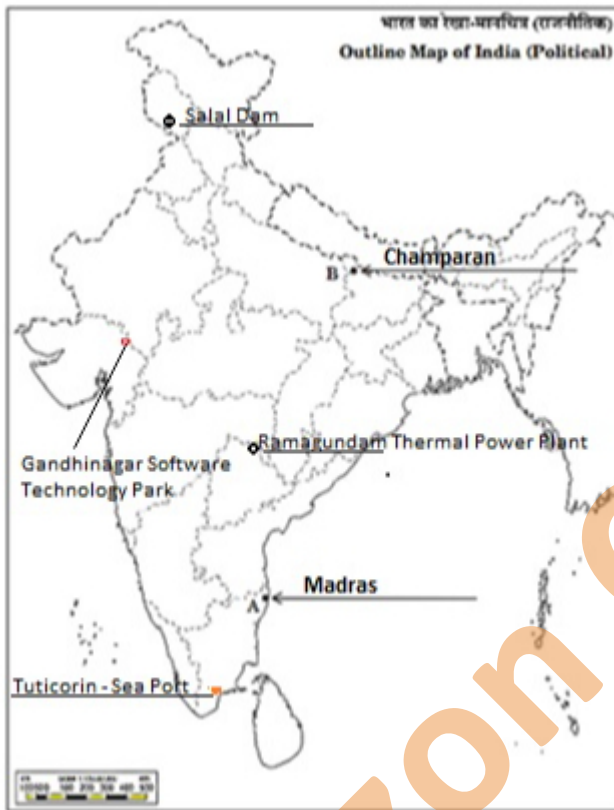 भारत का रेखा-मानचित्र (राजनीतिक)
Outline Map of India (Political)
Salal Dam
Champaran
B
Ramagundam Thermal Power Plant
Gandhinagar Software
Technology Park
Madras
A
Tuticorin - Sea Port
zon